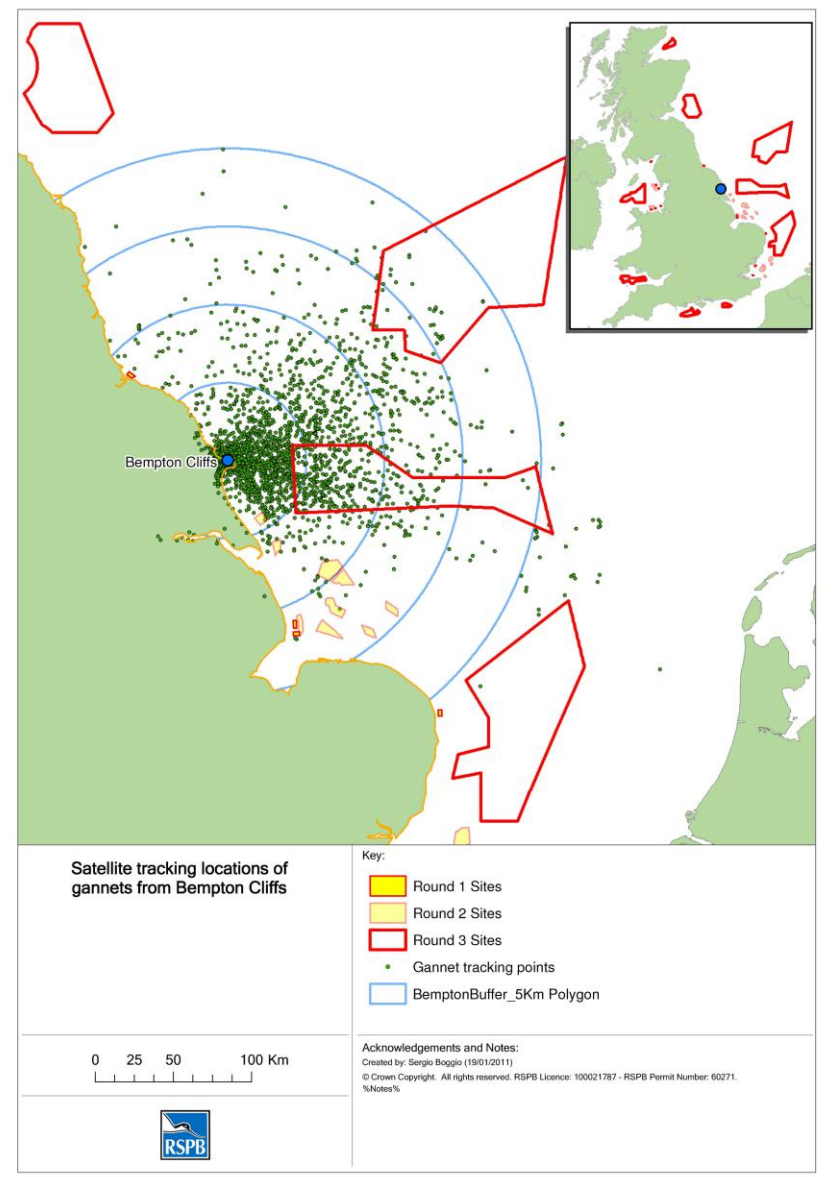 Bempton Cliffs
Satellite tracking locations of
gannets from Bempton Cliffs
Key:
Round 1 Sites
Round 2 Sites
Round 3 Sites
Gannet tracking points
BemptonBuffer_5Km Polygon
0 25 50 100 Km
Acknowledgements and Notes:
Created by: Sergio Boggio (19/01/2011)
© Crown Copyright. All rights reserved. RSPB Licence: 100021787 - RSPB Permit Number: 60271.
%Notes%
RSPB